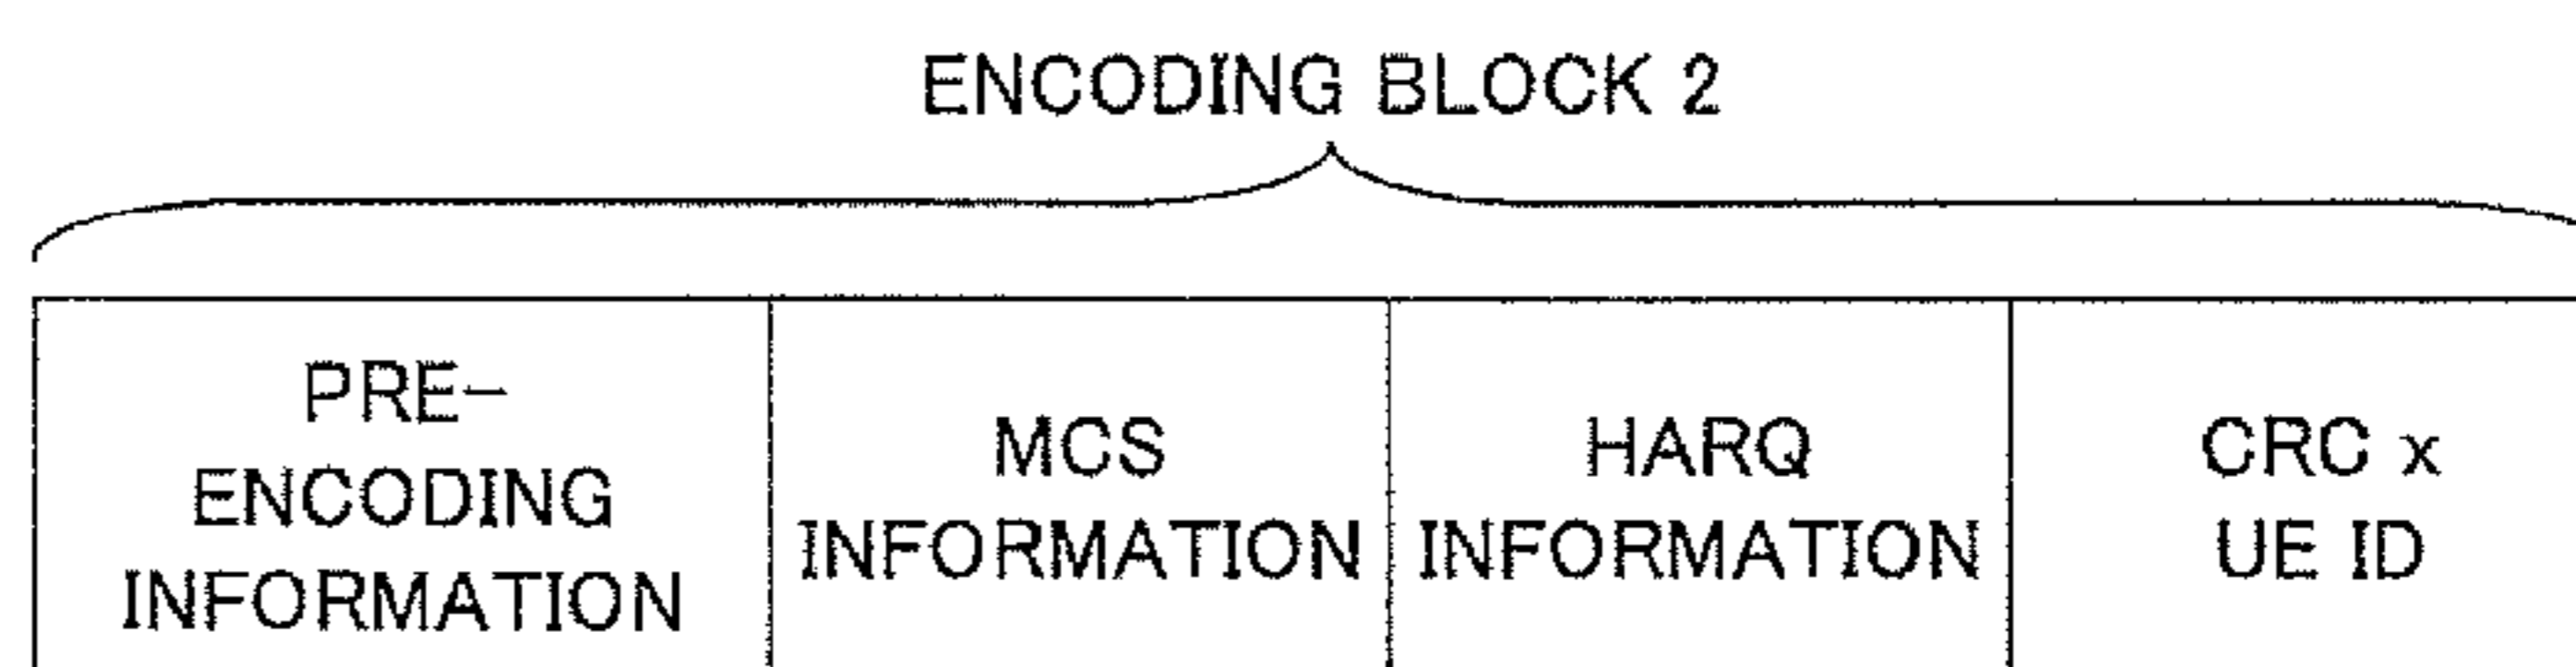 ENCODING BLOCK 2
PRE-
ENCODING
INFORMATION
MCS
INFORMATION
HARQ
INFORMATION
CRC x
UE ID